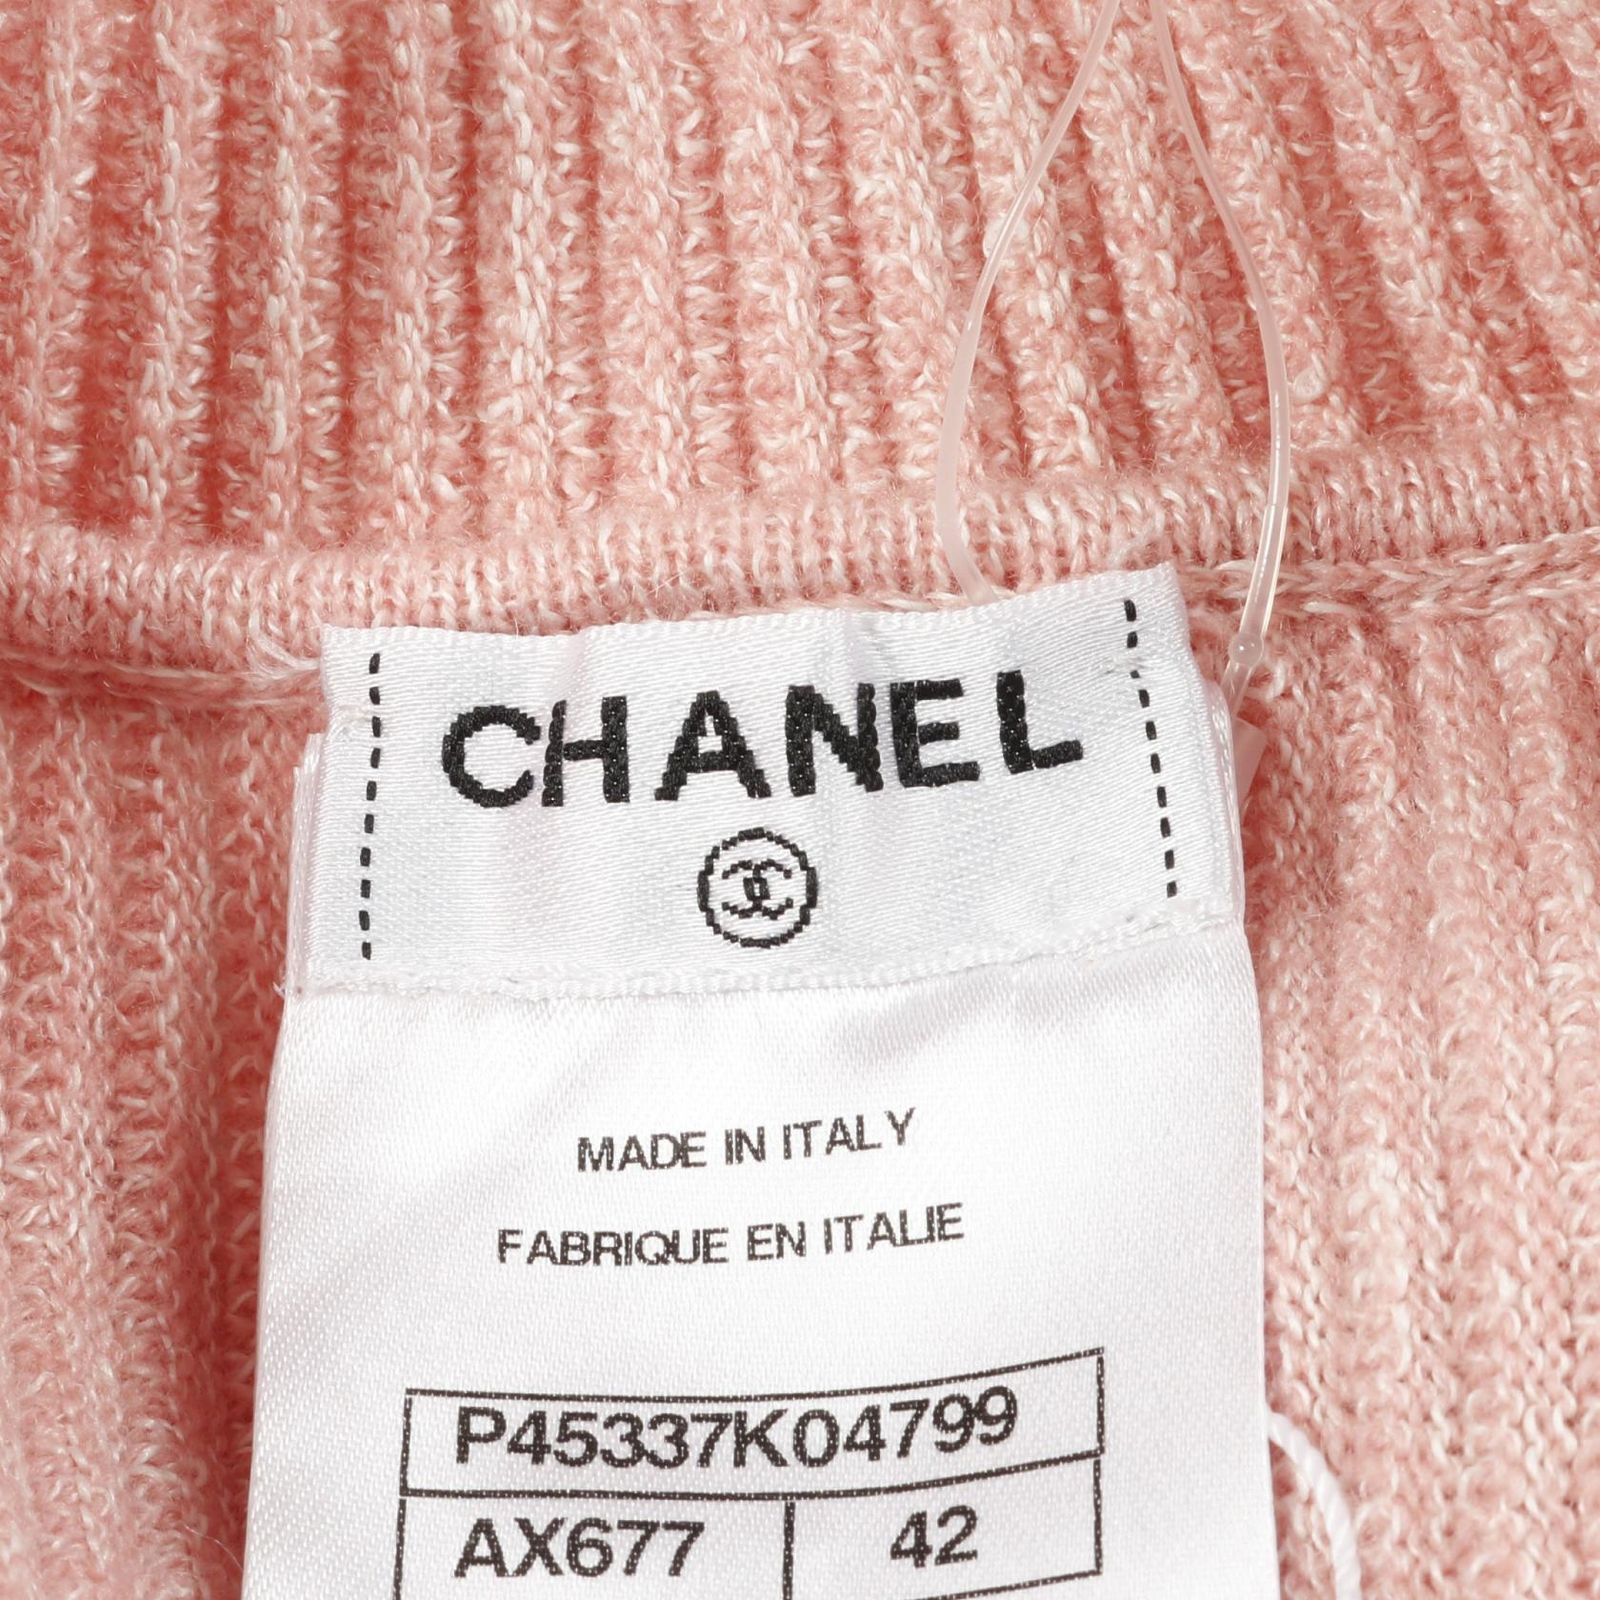 CHANEL
MADE IN ITALY
FABRIQUE EN ITALIE
P45337K04799
AX677 42